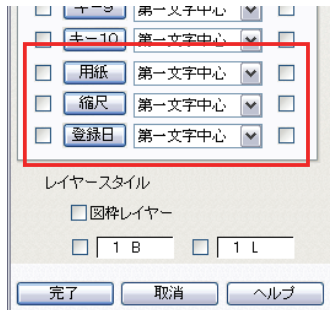 キー9 第一文字中心
キー10 第一文字中心
用紙 第一文字中心
縮尺 第一文字中心
登録日 第一文字中心
レイヤースタイル
図枠レイヤー
1 B 1 L
完了 取消 ヘルプ